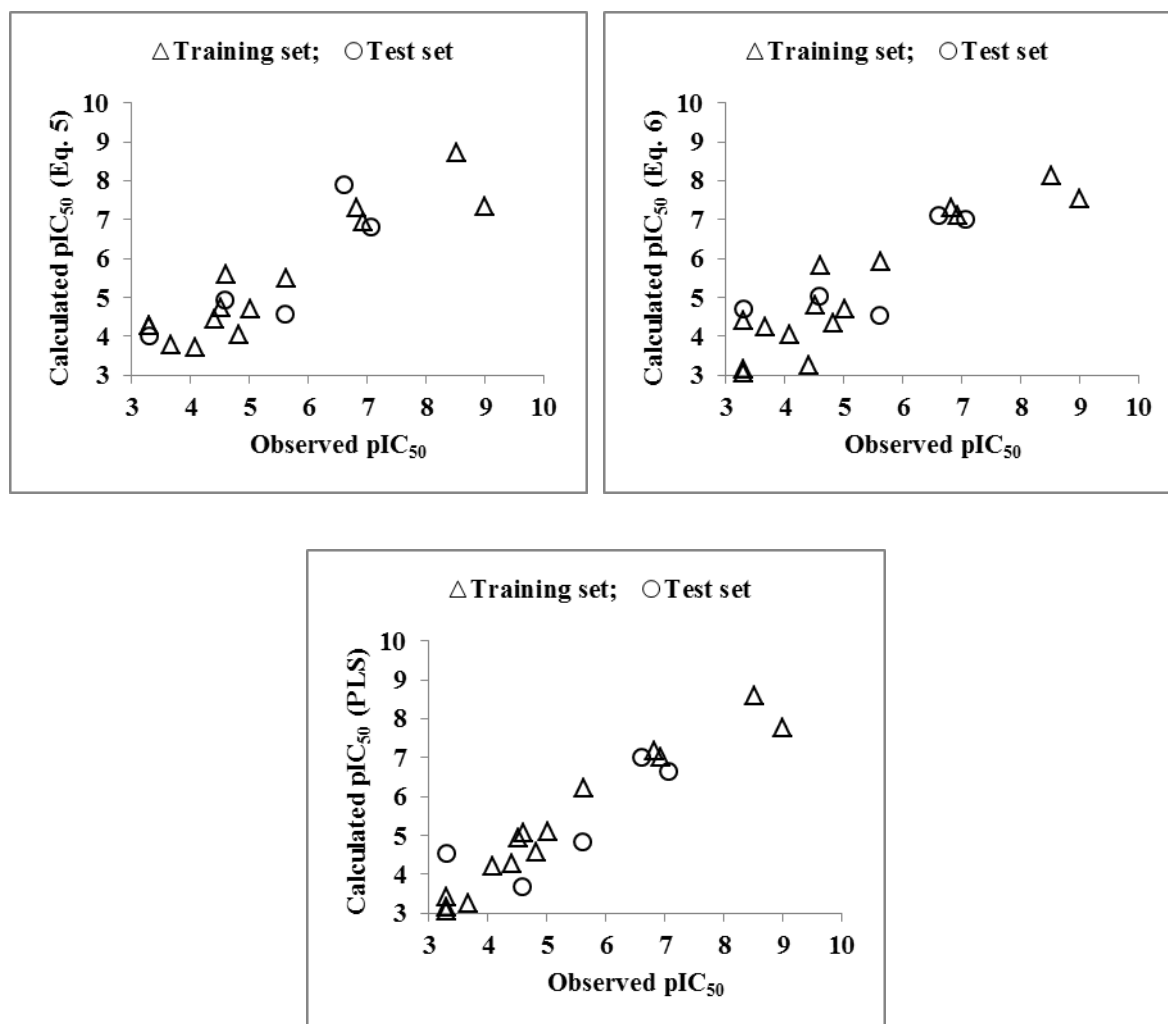 △Training set; ○Test set
Calculated pIC₅₀ (Eq. 5)
10
9
8
7
6
5
4
3
3 4 5 6 7 8 9 10
Observed pIC₅₀
△Training set; ○Test set
Calculated pIC₅₀ (Eq. 6)
10
9
8
7
6
5
4
3
3 4 5 6 7 8 9 10
Observed pIC₅₀
△Training set; ○Test set
Calculated pIC₅₀ (PLS)
10
9
8
7
6
5
4
3
3 4 5 6 7 8 9 10
Observed pIC₅₀